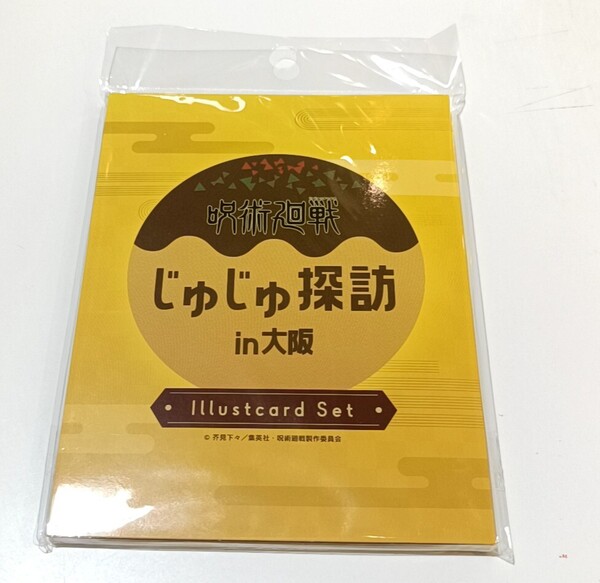 呪術廻戦
じゅじゅ探訪
in大阪
Illustcard Set
© 芥見下々／集英社・呪術廻戦製作委員会